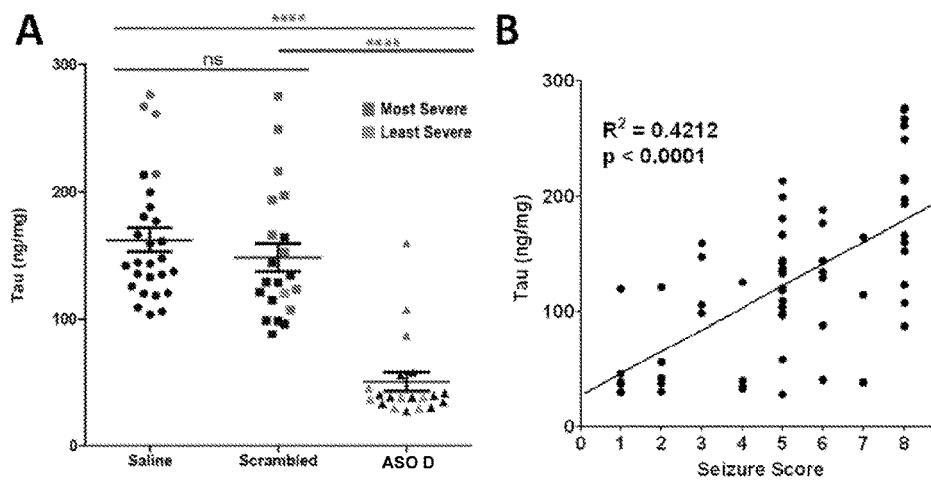 A
B
****
****
ns
300
200
100
0
Tau (ng/mg)
Most Severe
Least Severe
Saline
Scrambled
ASO D
300
200
100
0
Tau (ng/mg)
R² = 0.4212
p < 0.0001
0 1 2 3 4 5 6 7 8
Seizure Score